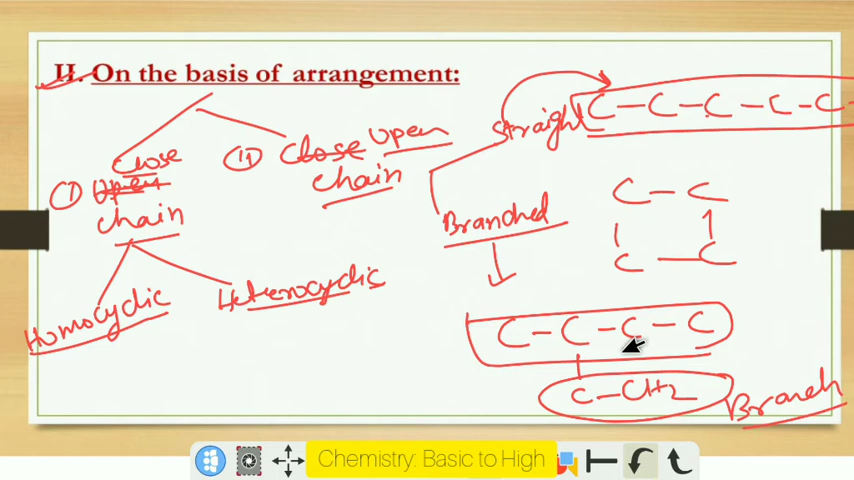 II. On the basis of arrangement:
Straight C-C-C-C-C-
Close
(i) Open
chain
(ii) Close Open
chain
Branched
C-C
C-C
Homocyclic
Heterocyclic
C-C-C-C
C-CH2
Branch
Chemistry: Basic to High